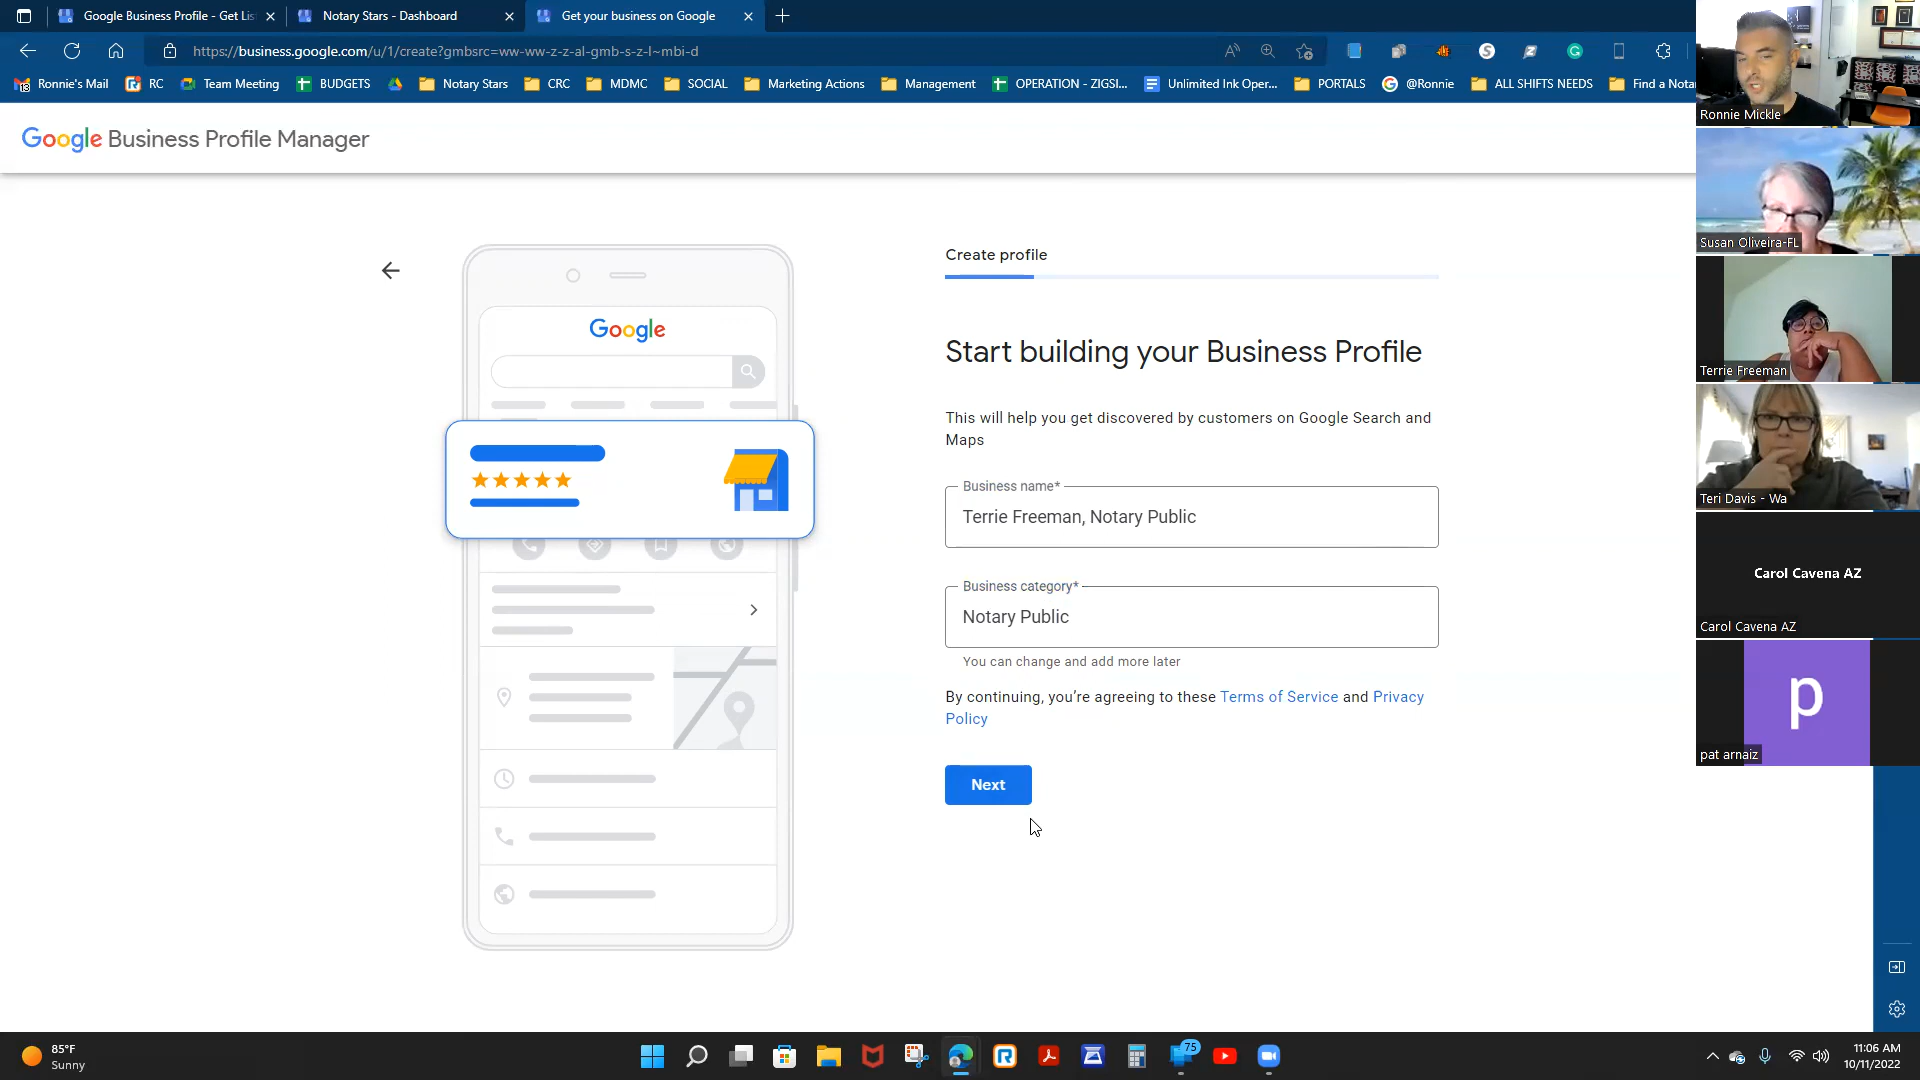 Google Business Profile - Get Lis
Notary Stars - Dashboard
Get your business on Google
https://business.google.com/u/1/create?gmbsrc=ww-ww-z-z-al-gmb-s-z-l~mbi-d
13 Ronnie's Mail
RC
Team Meeting
BUDGETS
Notary Stars
CRC
MDMC
SOCIAL
Marketing Actions
Management
OPERATION - ZIGSI...
Unlimited Ink Oper...
PORTALS
@Ronnie
ALL SHIFTS NEEDS
Find a Nota
Google Business Profile Manager
Google
Create profile
Start building your Business Profile
This will help you get discovered by customers on Google Search and
Maps
Business name*
Terrie Freeman, Notary Public
Business category*
Notary Public
You can change and add more later
By continuing, you're agreeing to these Terms of Service and Privacy
Policy
Next
Ronnie Mickle
Susan Oliveira-FL
Terrie Freeman
Teri Davis - Wa
Carol Cavena AZ
Carol Cavena AZ
p
pat arnaiz
85°F
Sunny
75
11:06 AM
10/11/2022